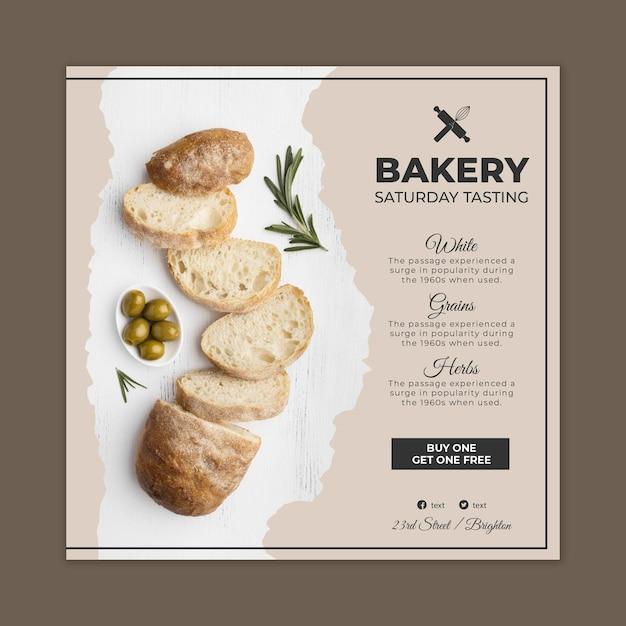 BAKERY
SATURDAY TASTING
White
The passage experienced a
surge in popularity during
the 1960s when used.
Grains
The passage experienced a
surge in popularity during
the 1960s when used.
Herbs
The passage experienced a
surge in popularity during
the 1960s when used.
BUY ONE
GET ONE FREE
text text
23rd Street / Brighton